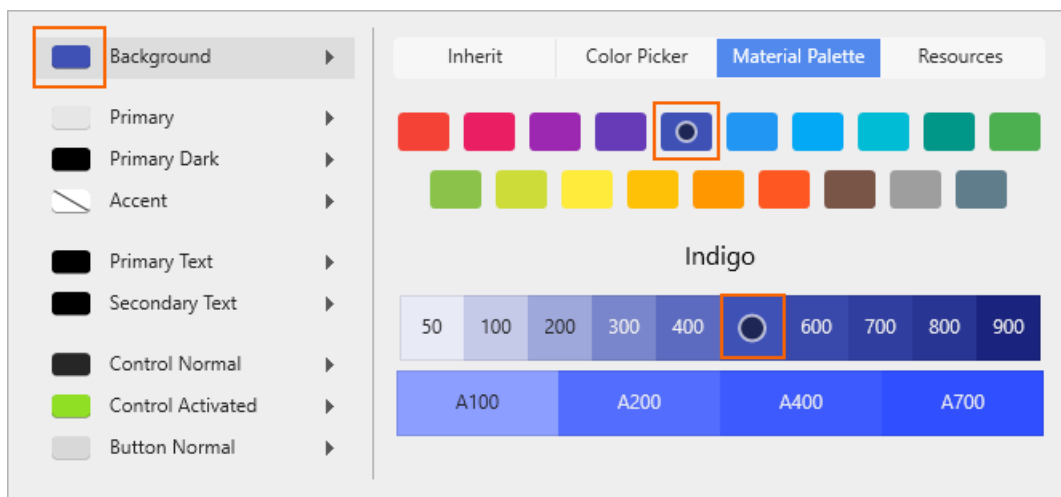 Background
Primary
Primary Dark
Accent
Primary Text
Secondary Text
Control Normal
Control Activated
Button Normal
Inherit Color Picker Material Palette Resources
Indigo
50 100 200 300 400 600 700 800 900
A100 A200 A400 A700